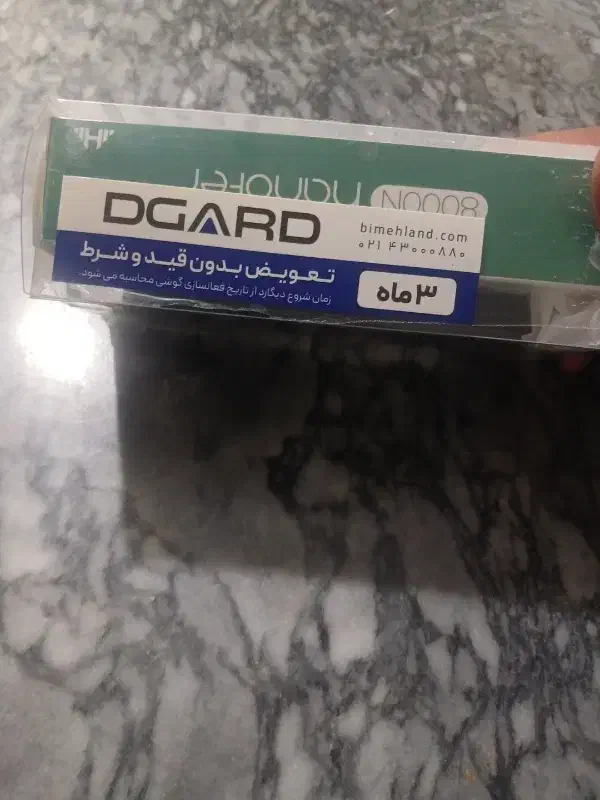 N0008
DGARD
bimehland.com
۰۲۱ ۴۳۰۰۰۸۸۰
تعویض بدون قید و شرط
۳ ماه
زمان شروع دیگارد از تاریخ فعالسازی گوشی محاسبه می شود.